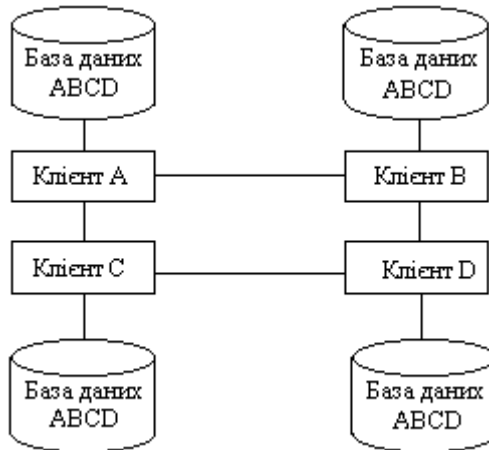 База даних
ABCD
База даних
ABCD
Клієнт A
Клієнт B
Клієнт C
Клієнт D
База даних
ABCD
База даних
ABCD